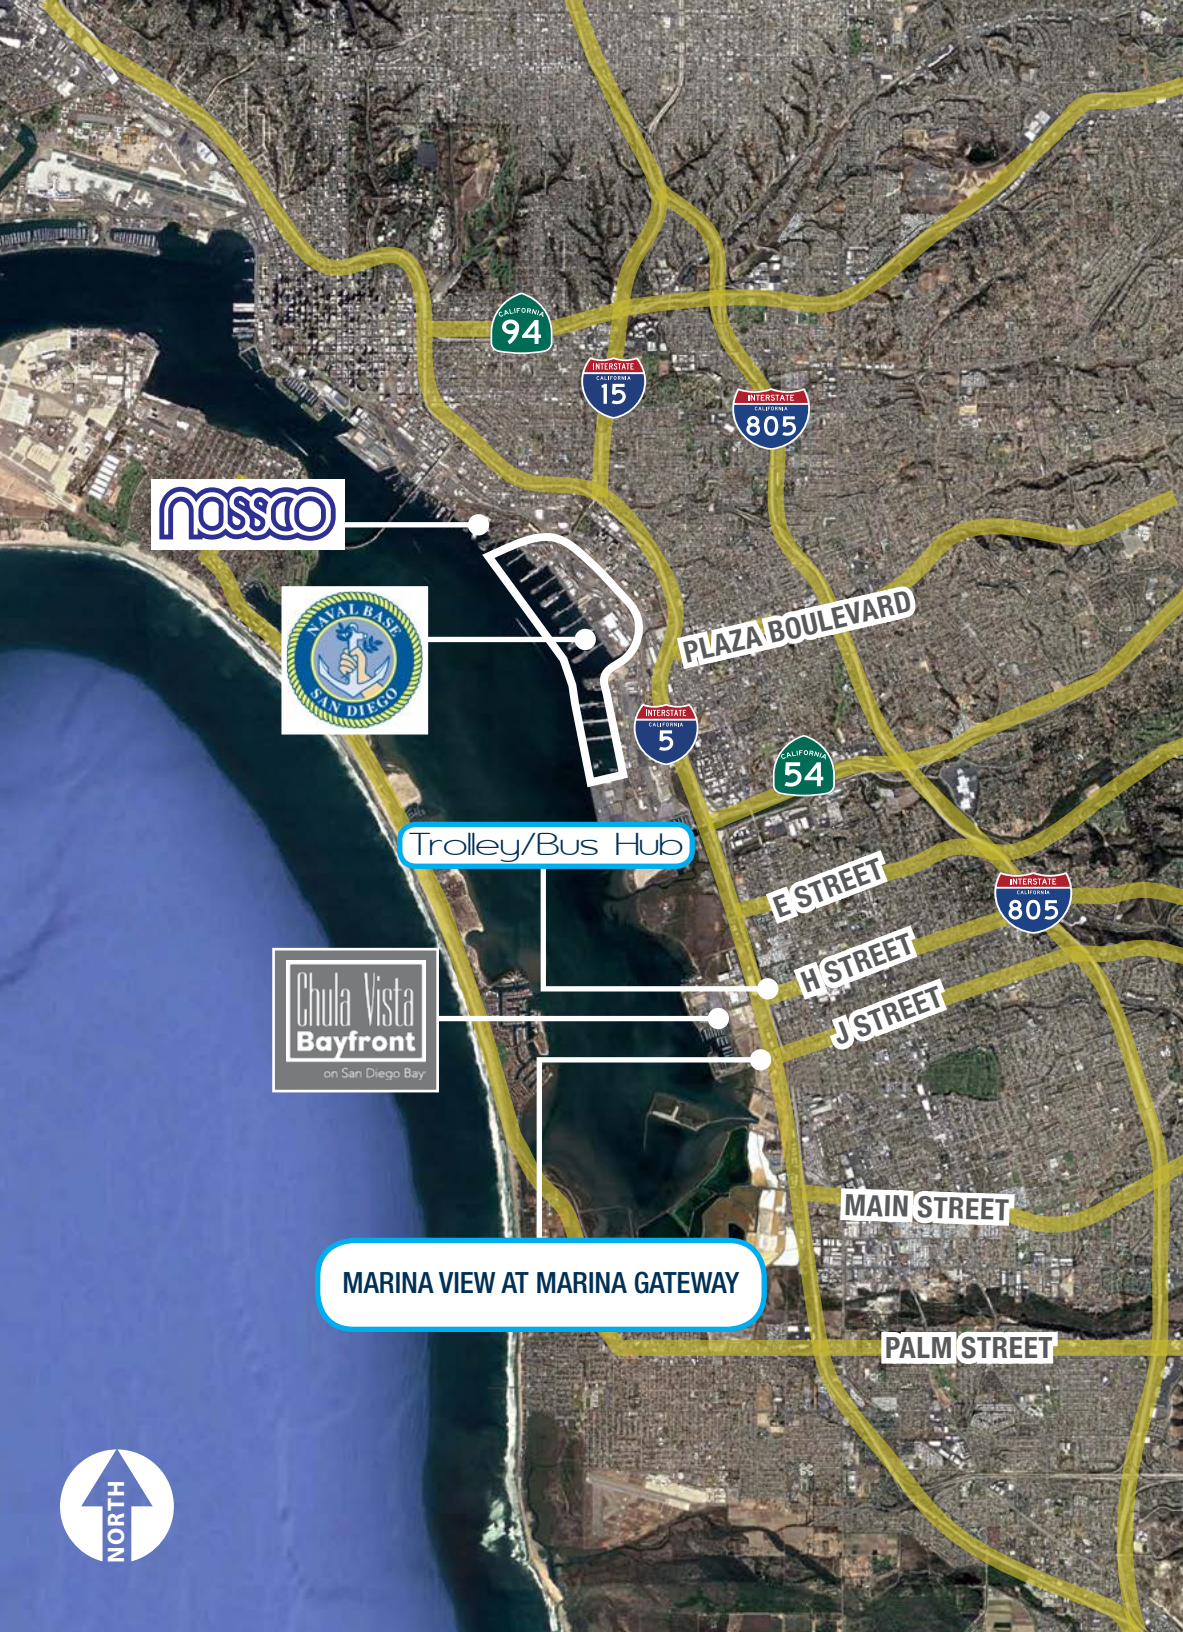 CALIFORNIA
94
INTERSTATE
CALIFORNIA
15
INTERSTATE
CALIFORNIA
805
nassco
NAVAL BASE
SAN DIEGO
PLAZA BOULEVARD
INTERSTATE
CALIFORNIA
5
CALIFORNIA
54
Trolley/Bus Hub
E STREET
INTERSTATE
CALIFORNIA
805
H STREET
Chula Vista
Bayfront
on San Diego Bay
J STREET
MAIN STREET
MARINA VIEW AT MARINA GATEWAY
PALM STREET
NORTH